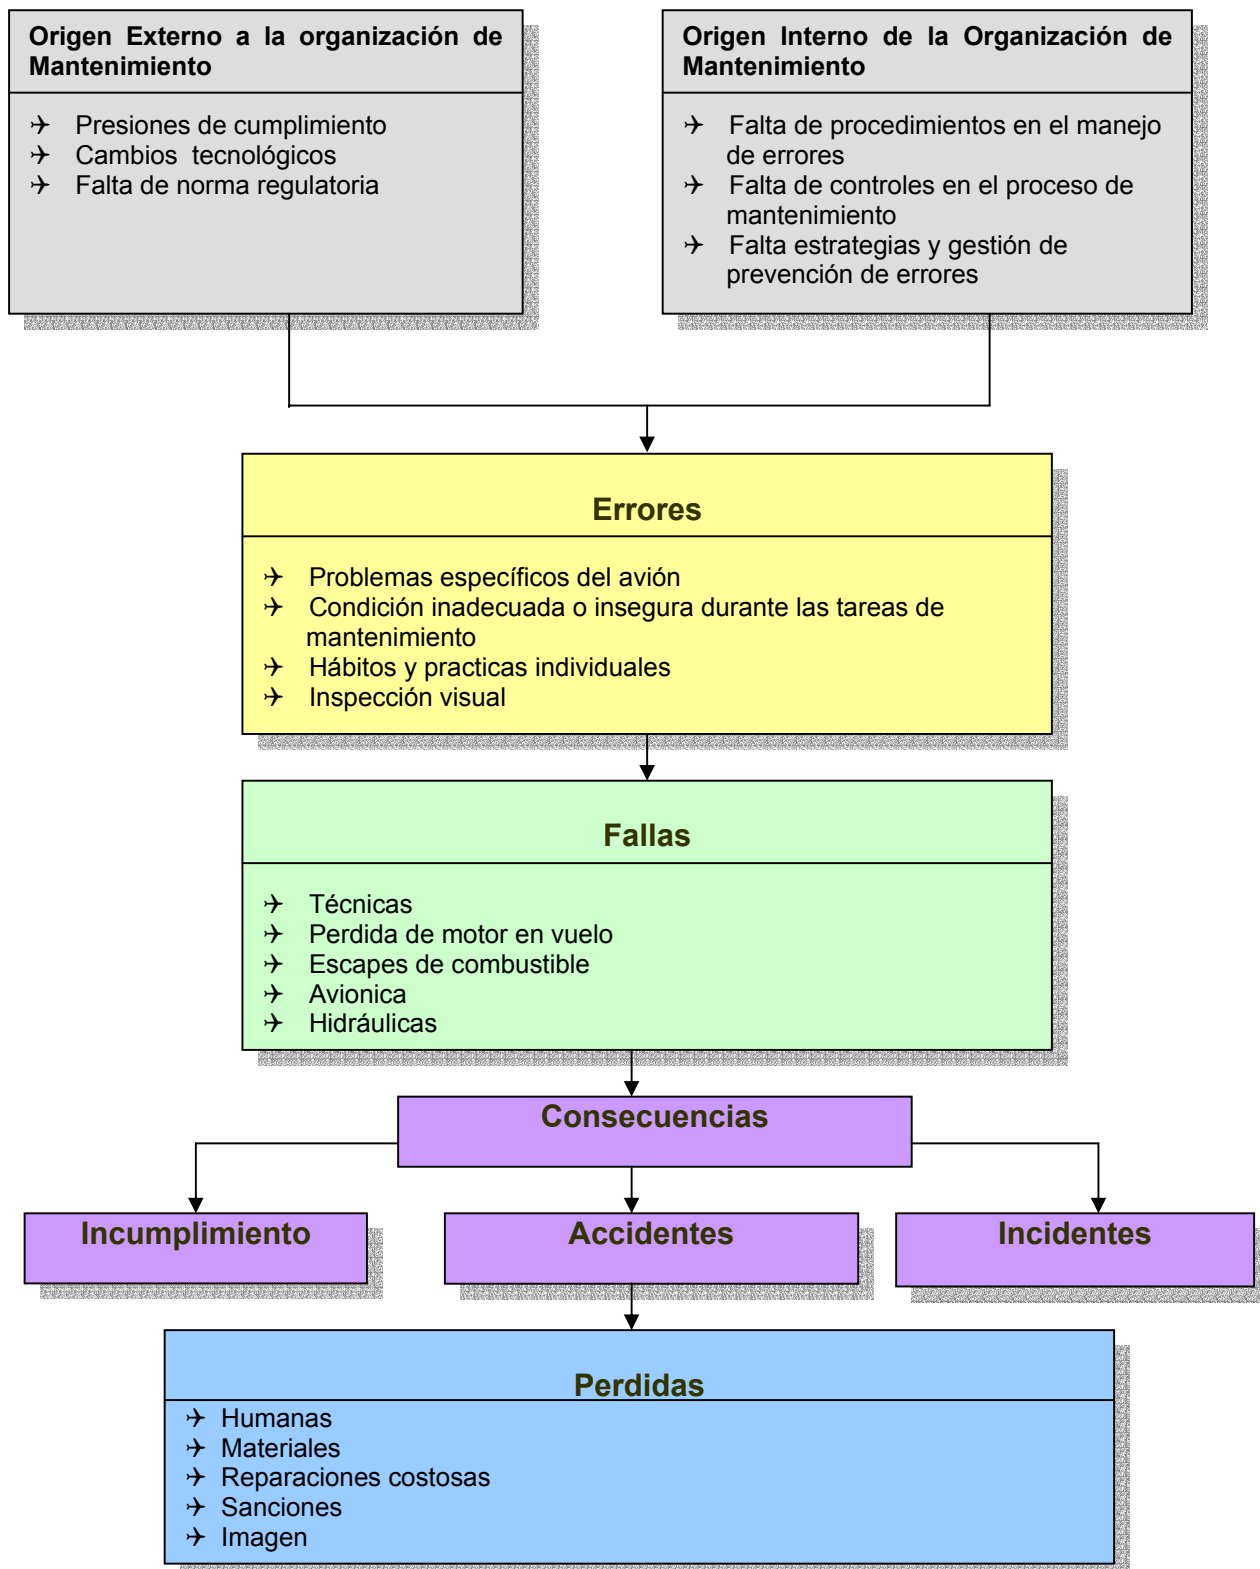 Origen Externo a la organización de
Mantenimiento
✈ Presiones de cumplimiento
✈ Cambios tecnológicos
✈ Falta de norma regulatoria
Origen Interno de la Organización de
Mantenimiento
✈ Falta de procedimientos en el manejo
de errores
✈ Falta de controles en el proceso de
mantenimiento
✈ Falta estrategias y gestión de
prevención de errores
Errores
✈ Problemas específicos del avión
✈ Condición inadecuada o insegura durante las tareas de
mantenimiento
✈ Hábitos y practicas individuales
✈ Inspección visual
Fallas
✈ Técnicas
✈ Perdida de motor en vuelo
✈ Escapes de combustible
✈ Avionica
✈ Hidráulicas
Consecuencias
Incumplimiento
Accidentes
Incidentes
Perdidas
✈ Humanas
✈ Materiales
✈ Reparaciones costosas
✈ Sanciones
✈ Imagen